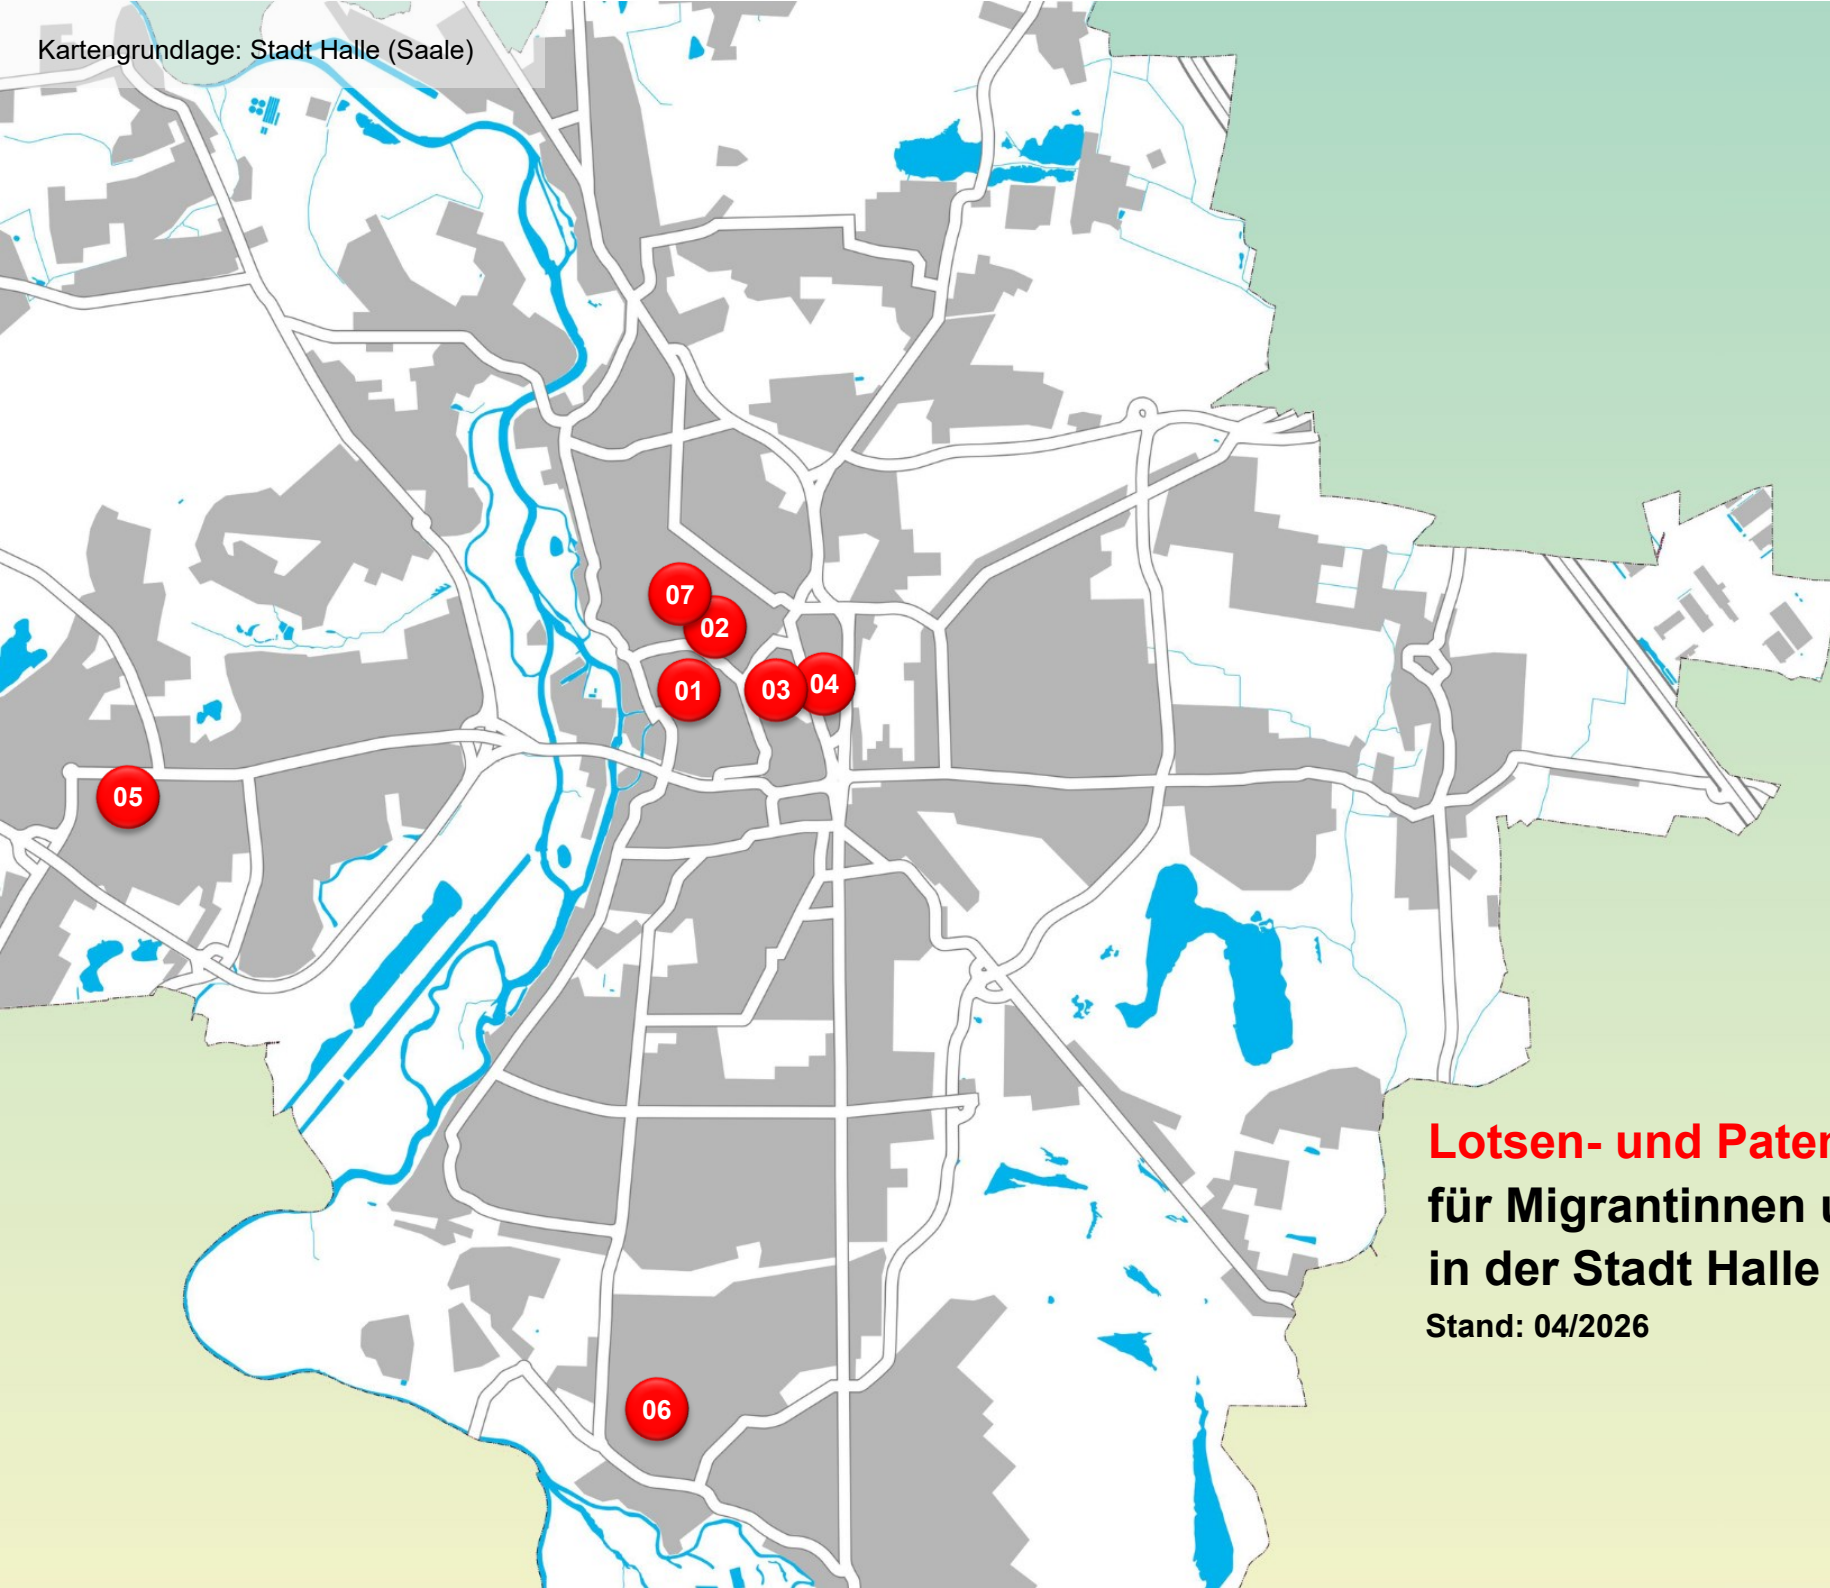 Kartengrundlage: Stadt Halle (Saale)
07
02
01
03
04
05
Lotsen- und Paten
für Migrantinnen u
in der Stadt Halle
Stand: 04/2026
06